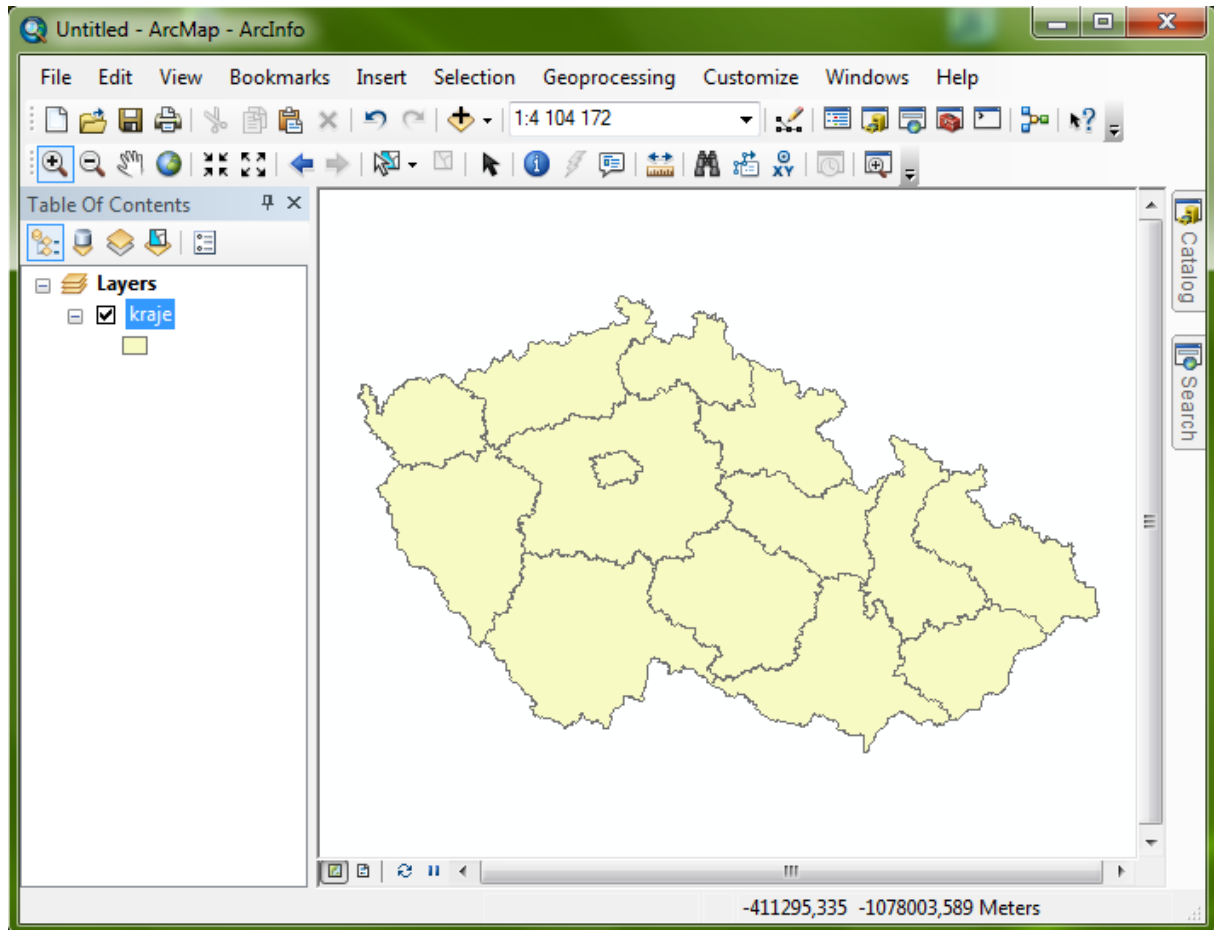 Untitled - ArcMap - ArcInfo
File Edit View Bookmarks Insert Selection Geoprocessing Customize Windows Help
1:4 104 172
XY
Table Of Contents
Layers
kraje
Catalog
Search
-411295,335 -1078003,589 Meters